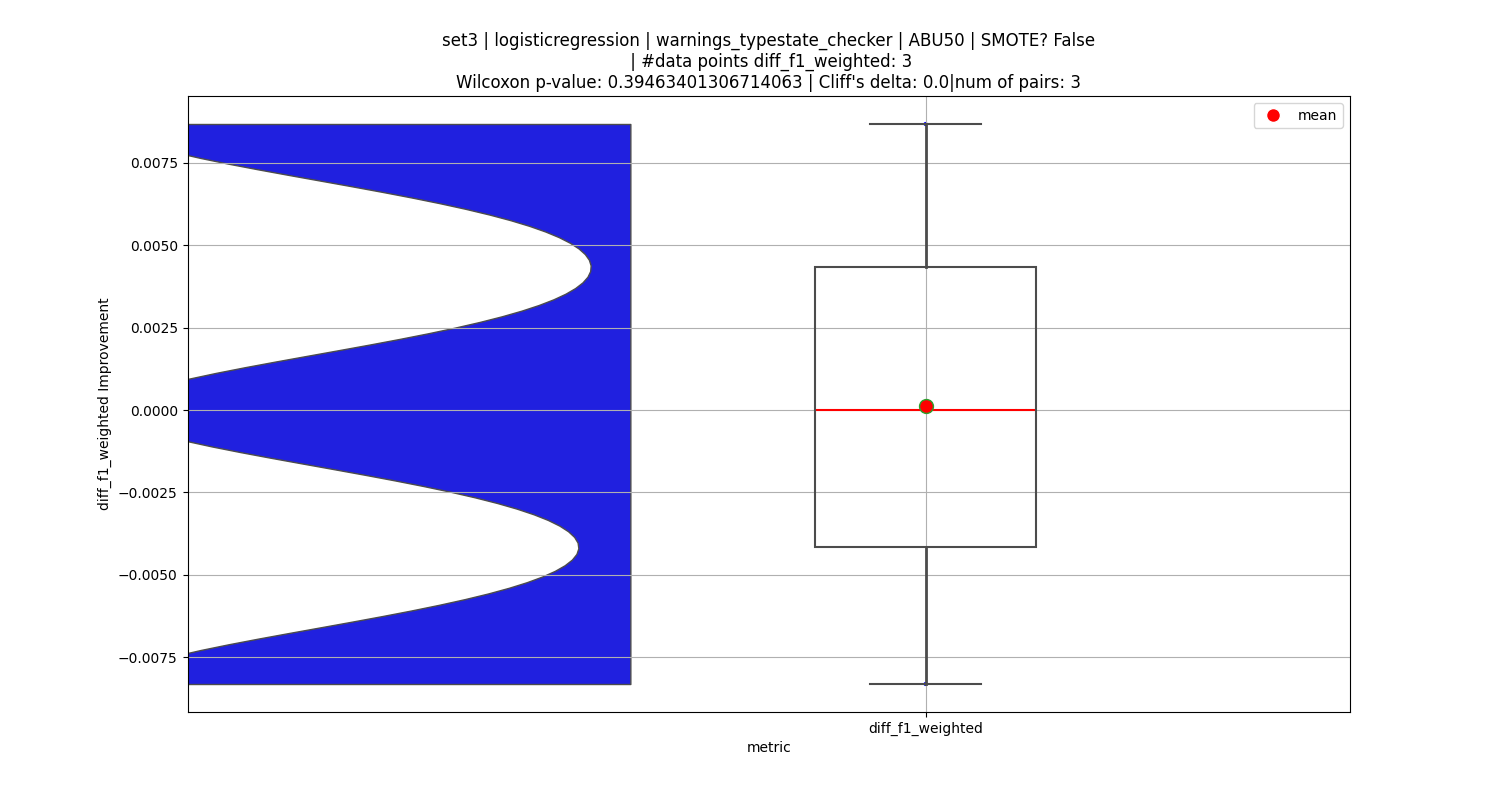 set3 | logisticregression | warnings_typestate_checker | ABU50 | SMOTE? False
| #data points diff_f1_weighted: 3
Wilcoxon p-value: 0.39463401306714063 | Cliff's delta: 0.0|num of pairs: 3
mean
0.0075
0.0050
0.0025
0.0000
−0.0025
−0.0050
−0.0075
diff_f1_weighted Improvement
diff_f1_weighted
metric